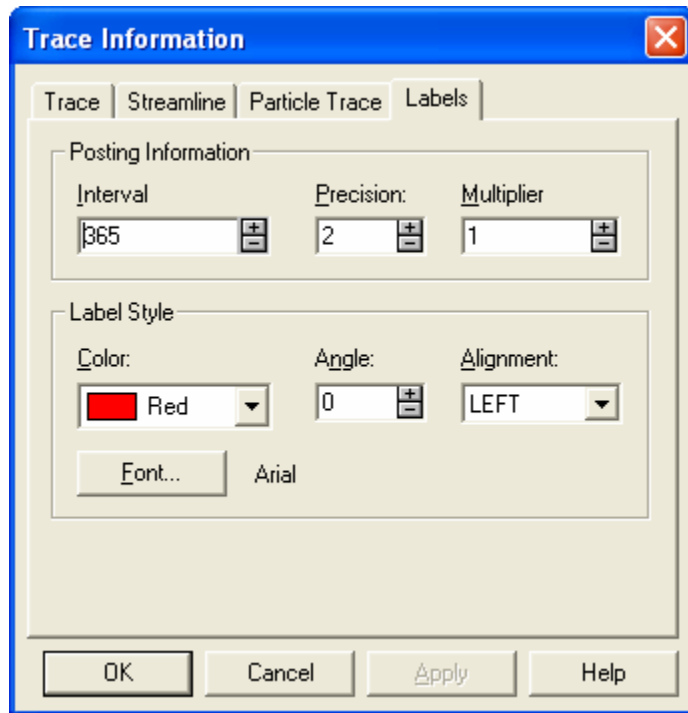 Trace Information
Trace Streamline Particle Trace Labels
Posting Information
Interval Precision: Multiplier
365 2 1
Label Style
Color: Angle: Alignment:
Red 0 LEFT
Font... Arial
OK Cancel Apply Help